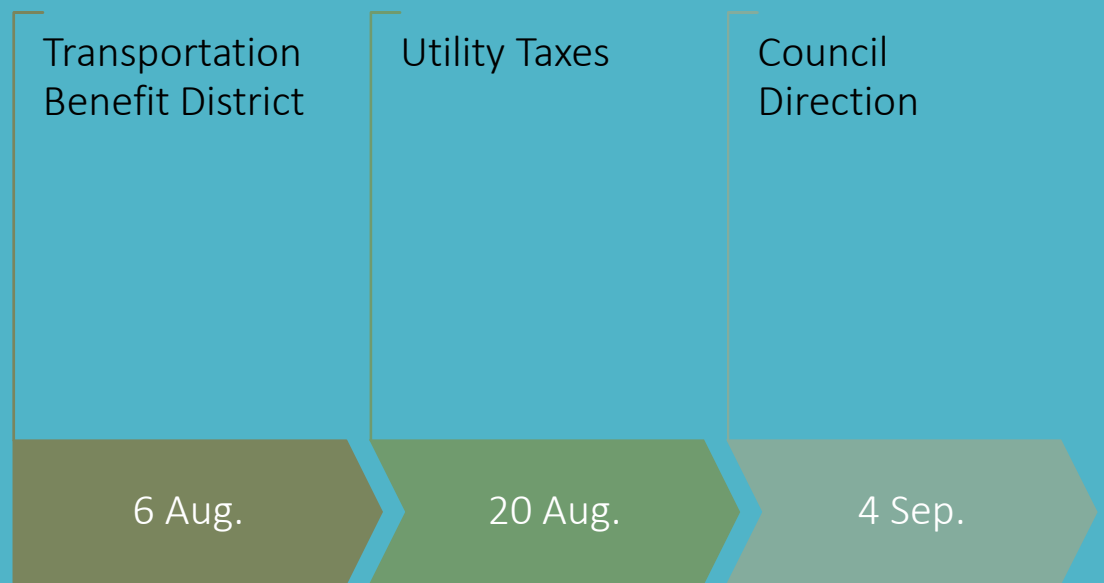 Transportation
Benefit District
Utility Taxes
Council
Direction
6 Aug.
20 Aug.
4 Sep.